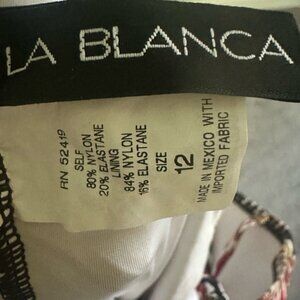 LA BLANCA
RN 52419
SELF
80% NYLON
20% ELASTANE
LINING
84% NYLON
16% ELASTANE
SIZE
12
MADE IN MEXICO WITH
IMPORTED FABRIC